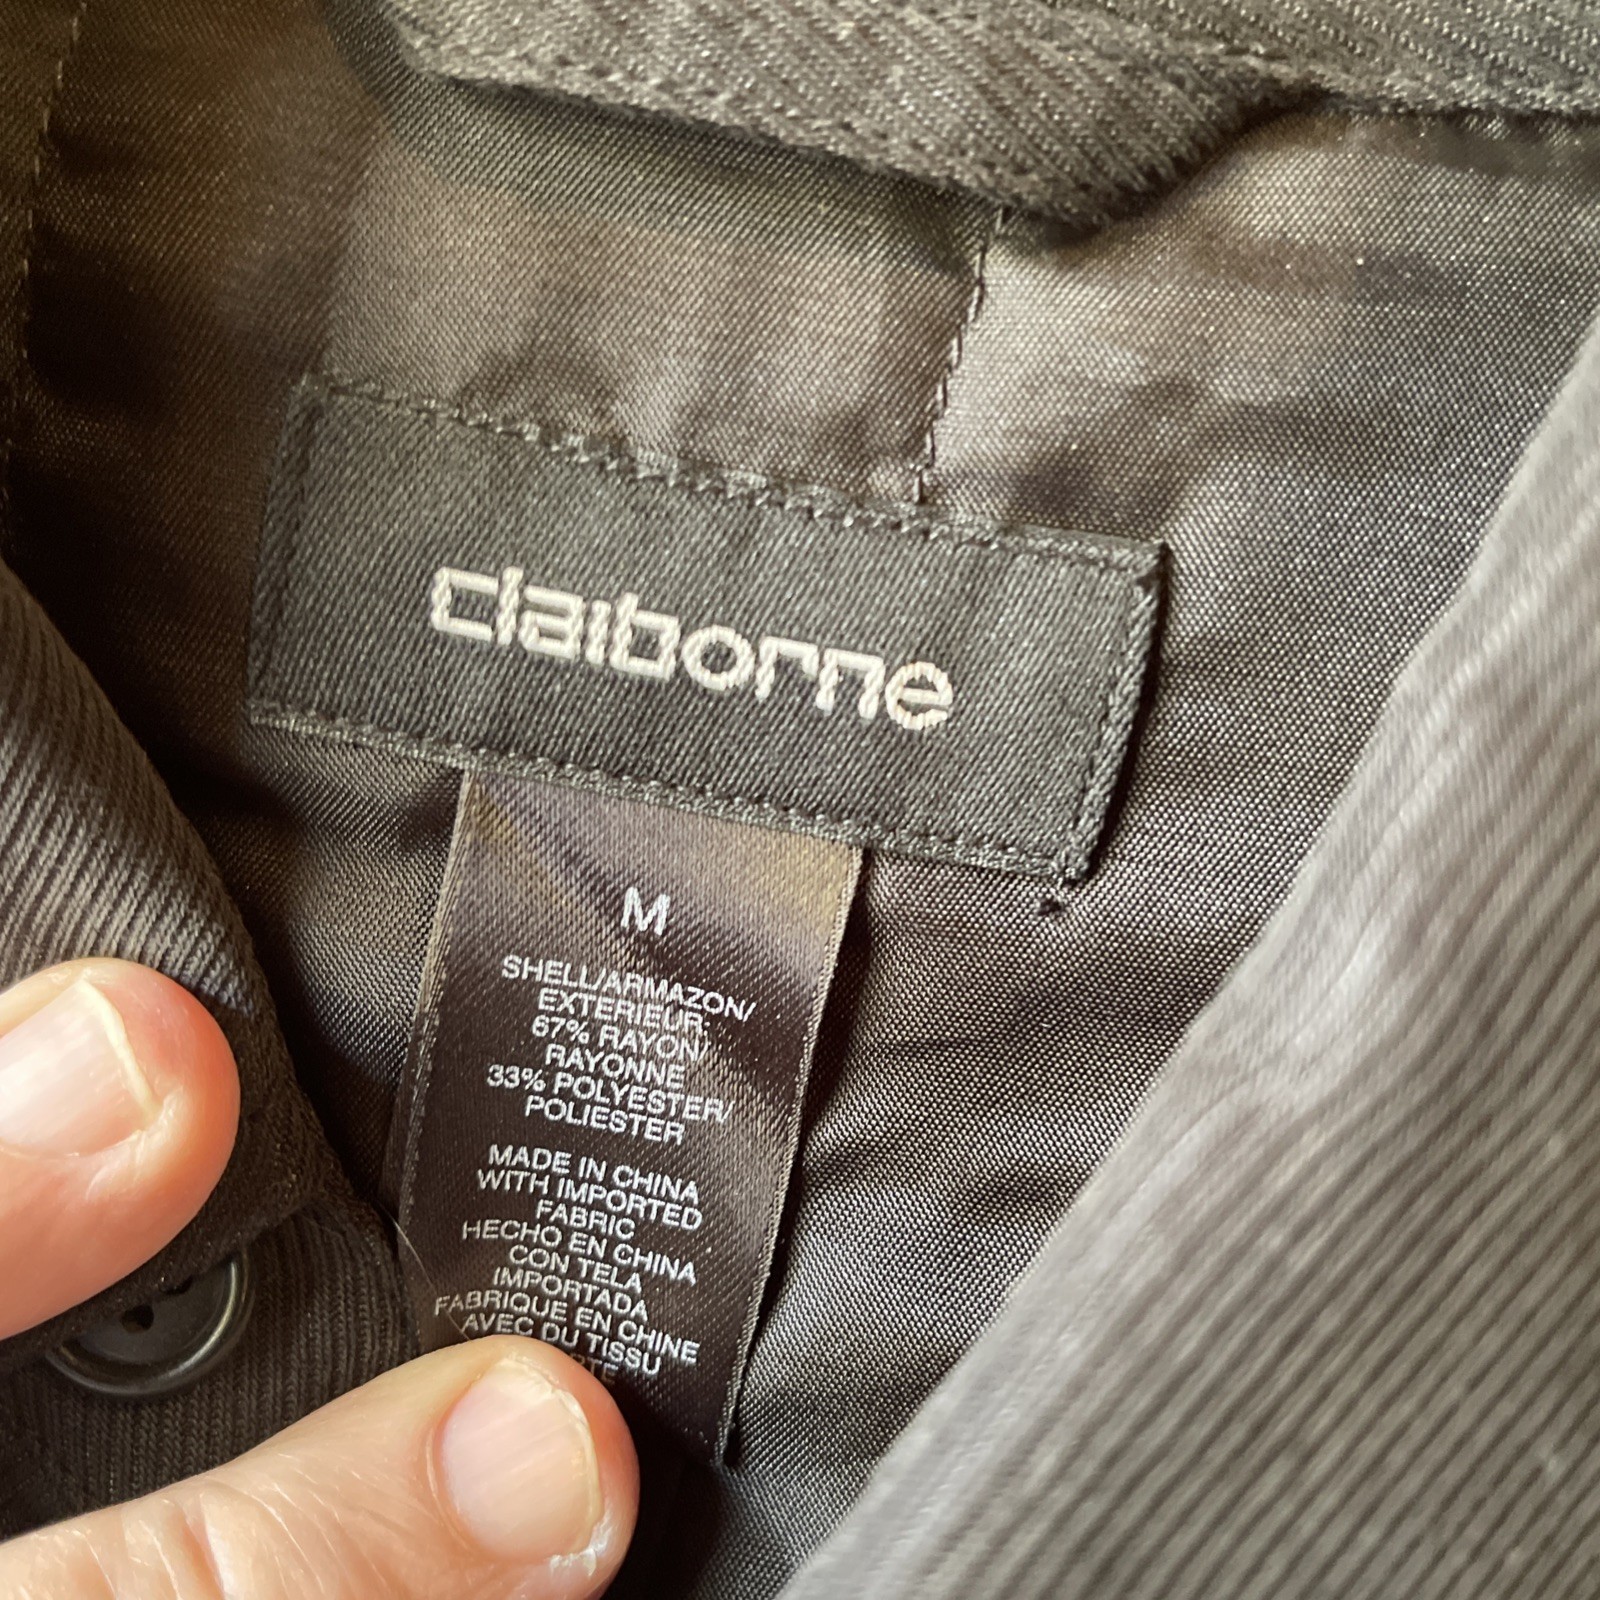 claiborne
M
SHELL/ARMAZON/
EXTERIEUR:
67% RAYON/
RAYONNE
33% POLYESTER/
POLIESTER
MADE IN CHINA
WITH IMPORTED
FABRIC
HECHO EN CHINA
CON TELA
IMPORTADA
FABRIQUE EN CHINE
AVEC DU TISSU